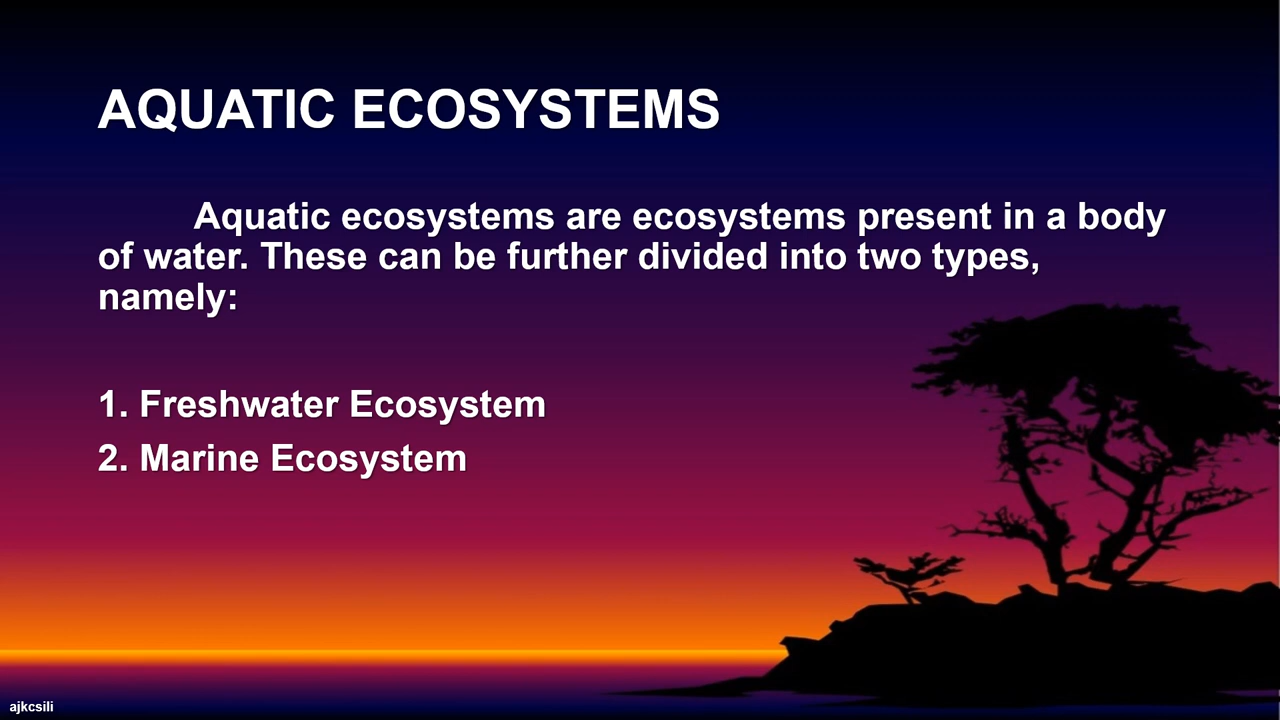 AQUATIC ECOSYSTEMS
Aquatic ecosystems are ecosystems present in a body
of water. These can be further divided into two types,
namely:
1. Freshwater Ecosystem
2. Marine Ecosystem
ajkcsili